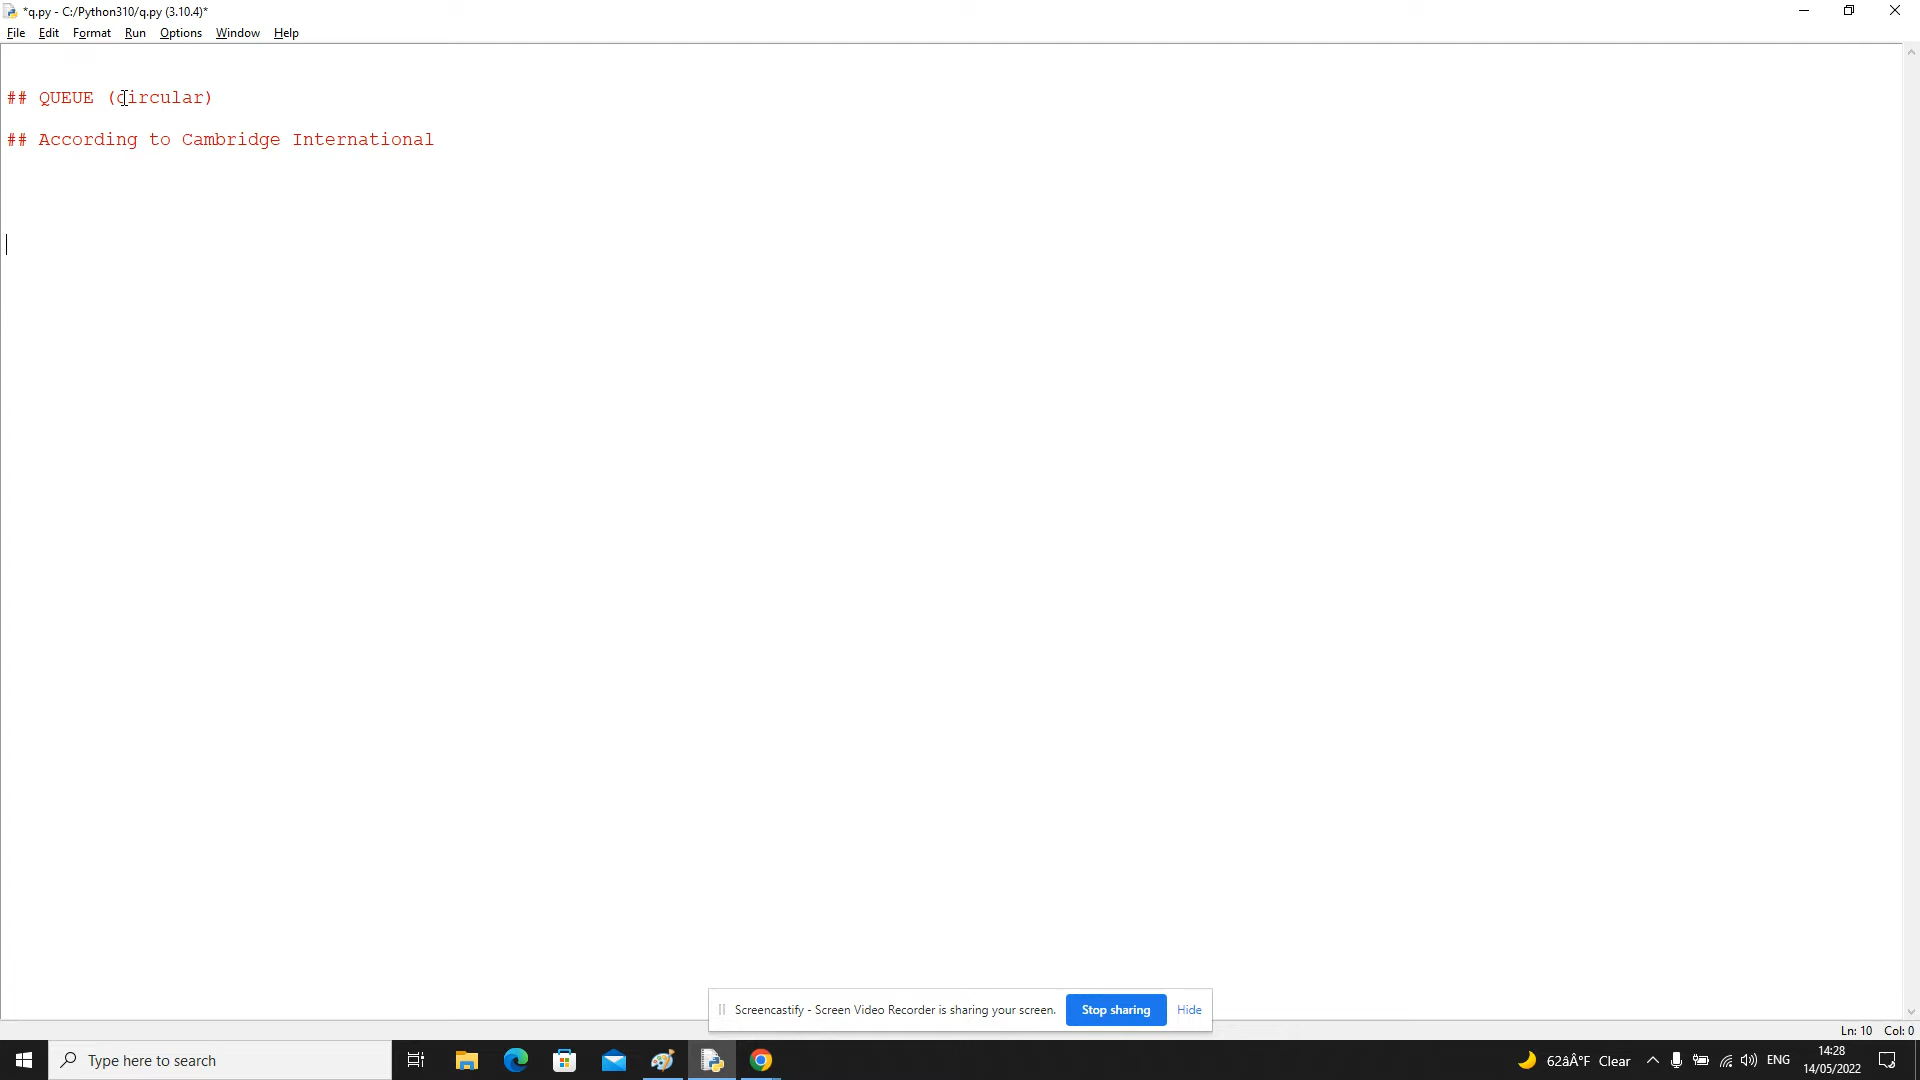 *q.py - C:/Python310/q.py (3.10.4)*
File Edit Format Run Options Window Help
## QUEUE (circular)
## According to Cambridge International
Screencastify - Screen Video Recorder is sharing your screen. Stop sharing Hide
Ln: 10 Col: 0
Type here to search
62âÂ°F Clear
ENG
14:28
14/05/2022